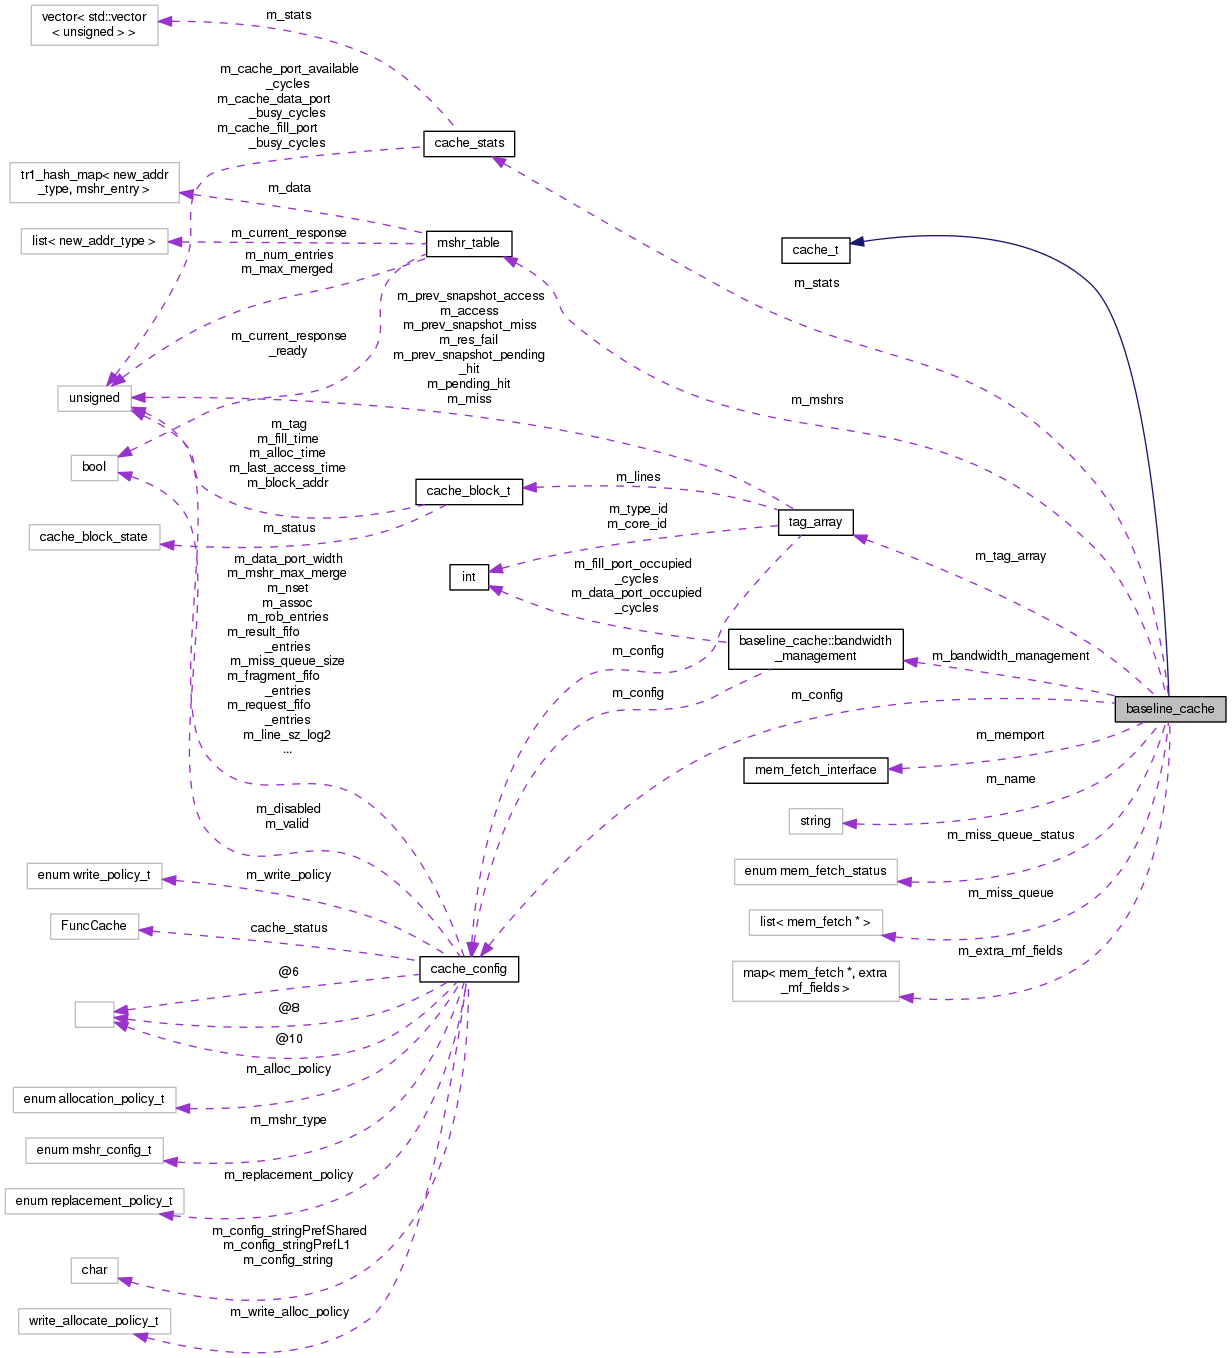 vector< std::vector
< unsigned > >
m_stats
m_cache_port_available
_cycles
m_cache_data_port
_busy_cycles
m_cache_fill_port
_busy_cycles
cache_stats
tr1_hash_map< new_addr
_type, mshr_entry >
m_data
list< new_addr_type >
m_current_response
mshr_table
cache_t
m_num_entries
m_max_merged
m_stats
m_prev_snapshot_access
m_access
m_prev_snapshot_miss
m_res_fail
m_prev_snapshot_pending
_hit
m_pending_hit
m_miss
m_current_response
_ready
unsigned
m_mshrs
m_tag
m_fill_time
m_alloc_time
m_last_access_time
m_block_addr
bool
cache_block_t
m_lines
m_type_id
m_core_id
tag_array
m_status
cache_block_state
m_tag_array
m_data_port_width
m_mshr_max_merge
m_nset
m_assoc
m_rob_entries
m_result_fifo
_entries
m_miss_queue_size
m_fragment_fifo
_entries
m_request_fifo
_entries
m_line_sz_log2
...
int
m_fill_port_occupied
_cycles
m_data_port_occupied
_cycles
baseline_cache::bandwidth
_management
m_config
m_bandwidth_management
m_config
m_config
baseline_cache
m_memport
mem_fetch_interface
m_name
string
m_disabled
m_valid
m_miss_queue_status
enum mem_fetch_status
enum write_policy_t
m_write_policy
m_miss_queue
list< mem_fetch * >
FuncCache
cache_status
m_extra_mf_fields
map< mem_fetch *, extra
_mf_fields >
cache_config
@6
@8
@10
m_alloc_policy
enum allocation_policy_t
m_mshr_type
enum mshr_config_t
m_replacement_policy
enum replacement_policy_t
m_config_stringPrefShared
m_config_stringPrefL1
m_config_string
char
m_write_alloc_policy
write_allocate_policy_t